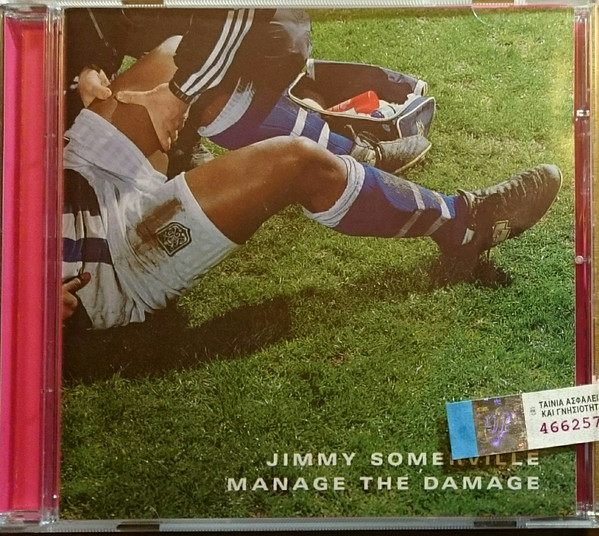 ΤΑΙΝΙΑ ΑΣΦΑΛΕΙ
ΚΑΙ ΓΝΗΣΙΟΤΗΤ
466257
JIMMY SOMERVILLE
MANAGE THE DAMAGE